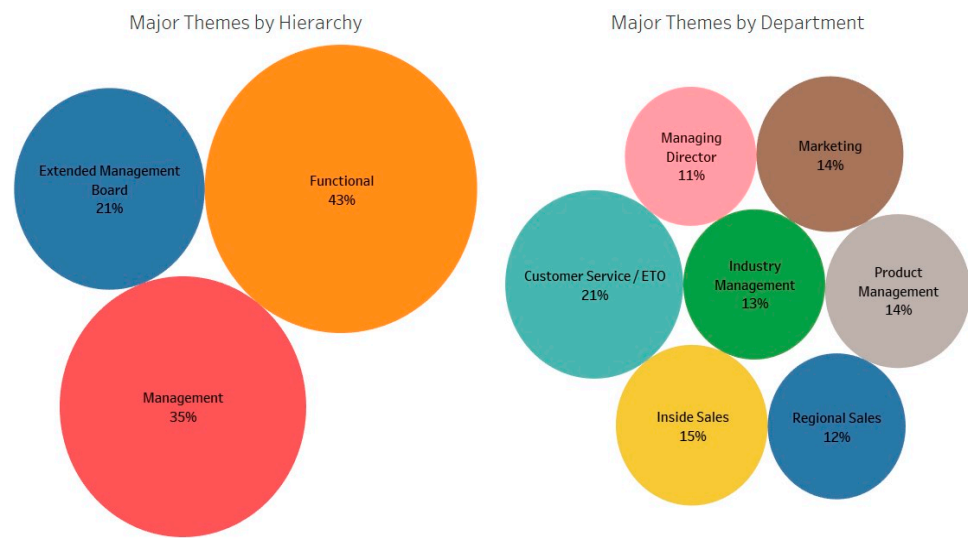 Major Themes by Hierarchy
Extended Management
Board
21%
Functional
43%
Management
35%
Major Themes by Department
Managing
Director
11%
Marketing
14%
Customer Service / ETO
21%
Industry
Management
13%
Product
Management
14%
Inside Sales
15%
Regional Sales
12%